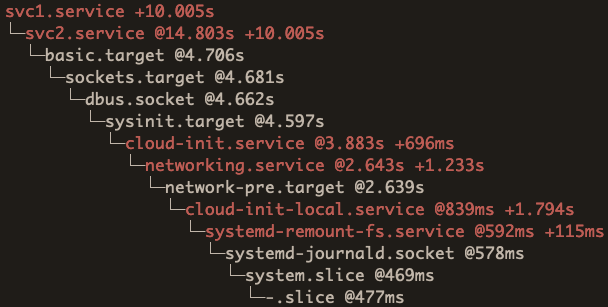 svc1.service +10.005s
└─svc2.service @14.803s +10.005s
  └─basic.target @4.706s
    └─sockets.target @4.681s
      └─dbus.socket @4.662s
        └─sysinit.target @4.597s
          └─cloud-init.service @3.883s +696ms
            └─networking.service @2.643s +1.233s
              └─network-pre.target @2.639s
                └─cloud-init-local.service @839ms +1.794s
                  └─systemd-remount-fs.service @592ms +115ms
                    └─systemd-journald.socket @578ms
                      └─system.slice @469ms
                        └─-.slice @477ms